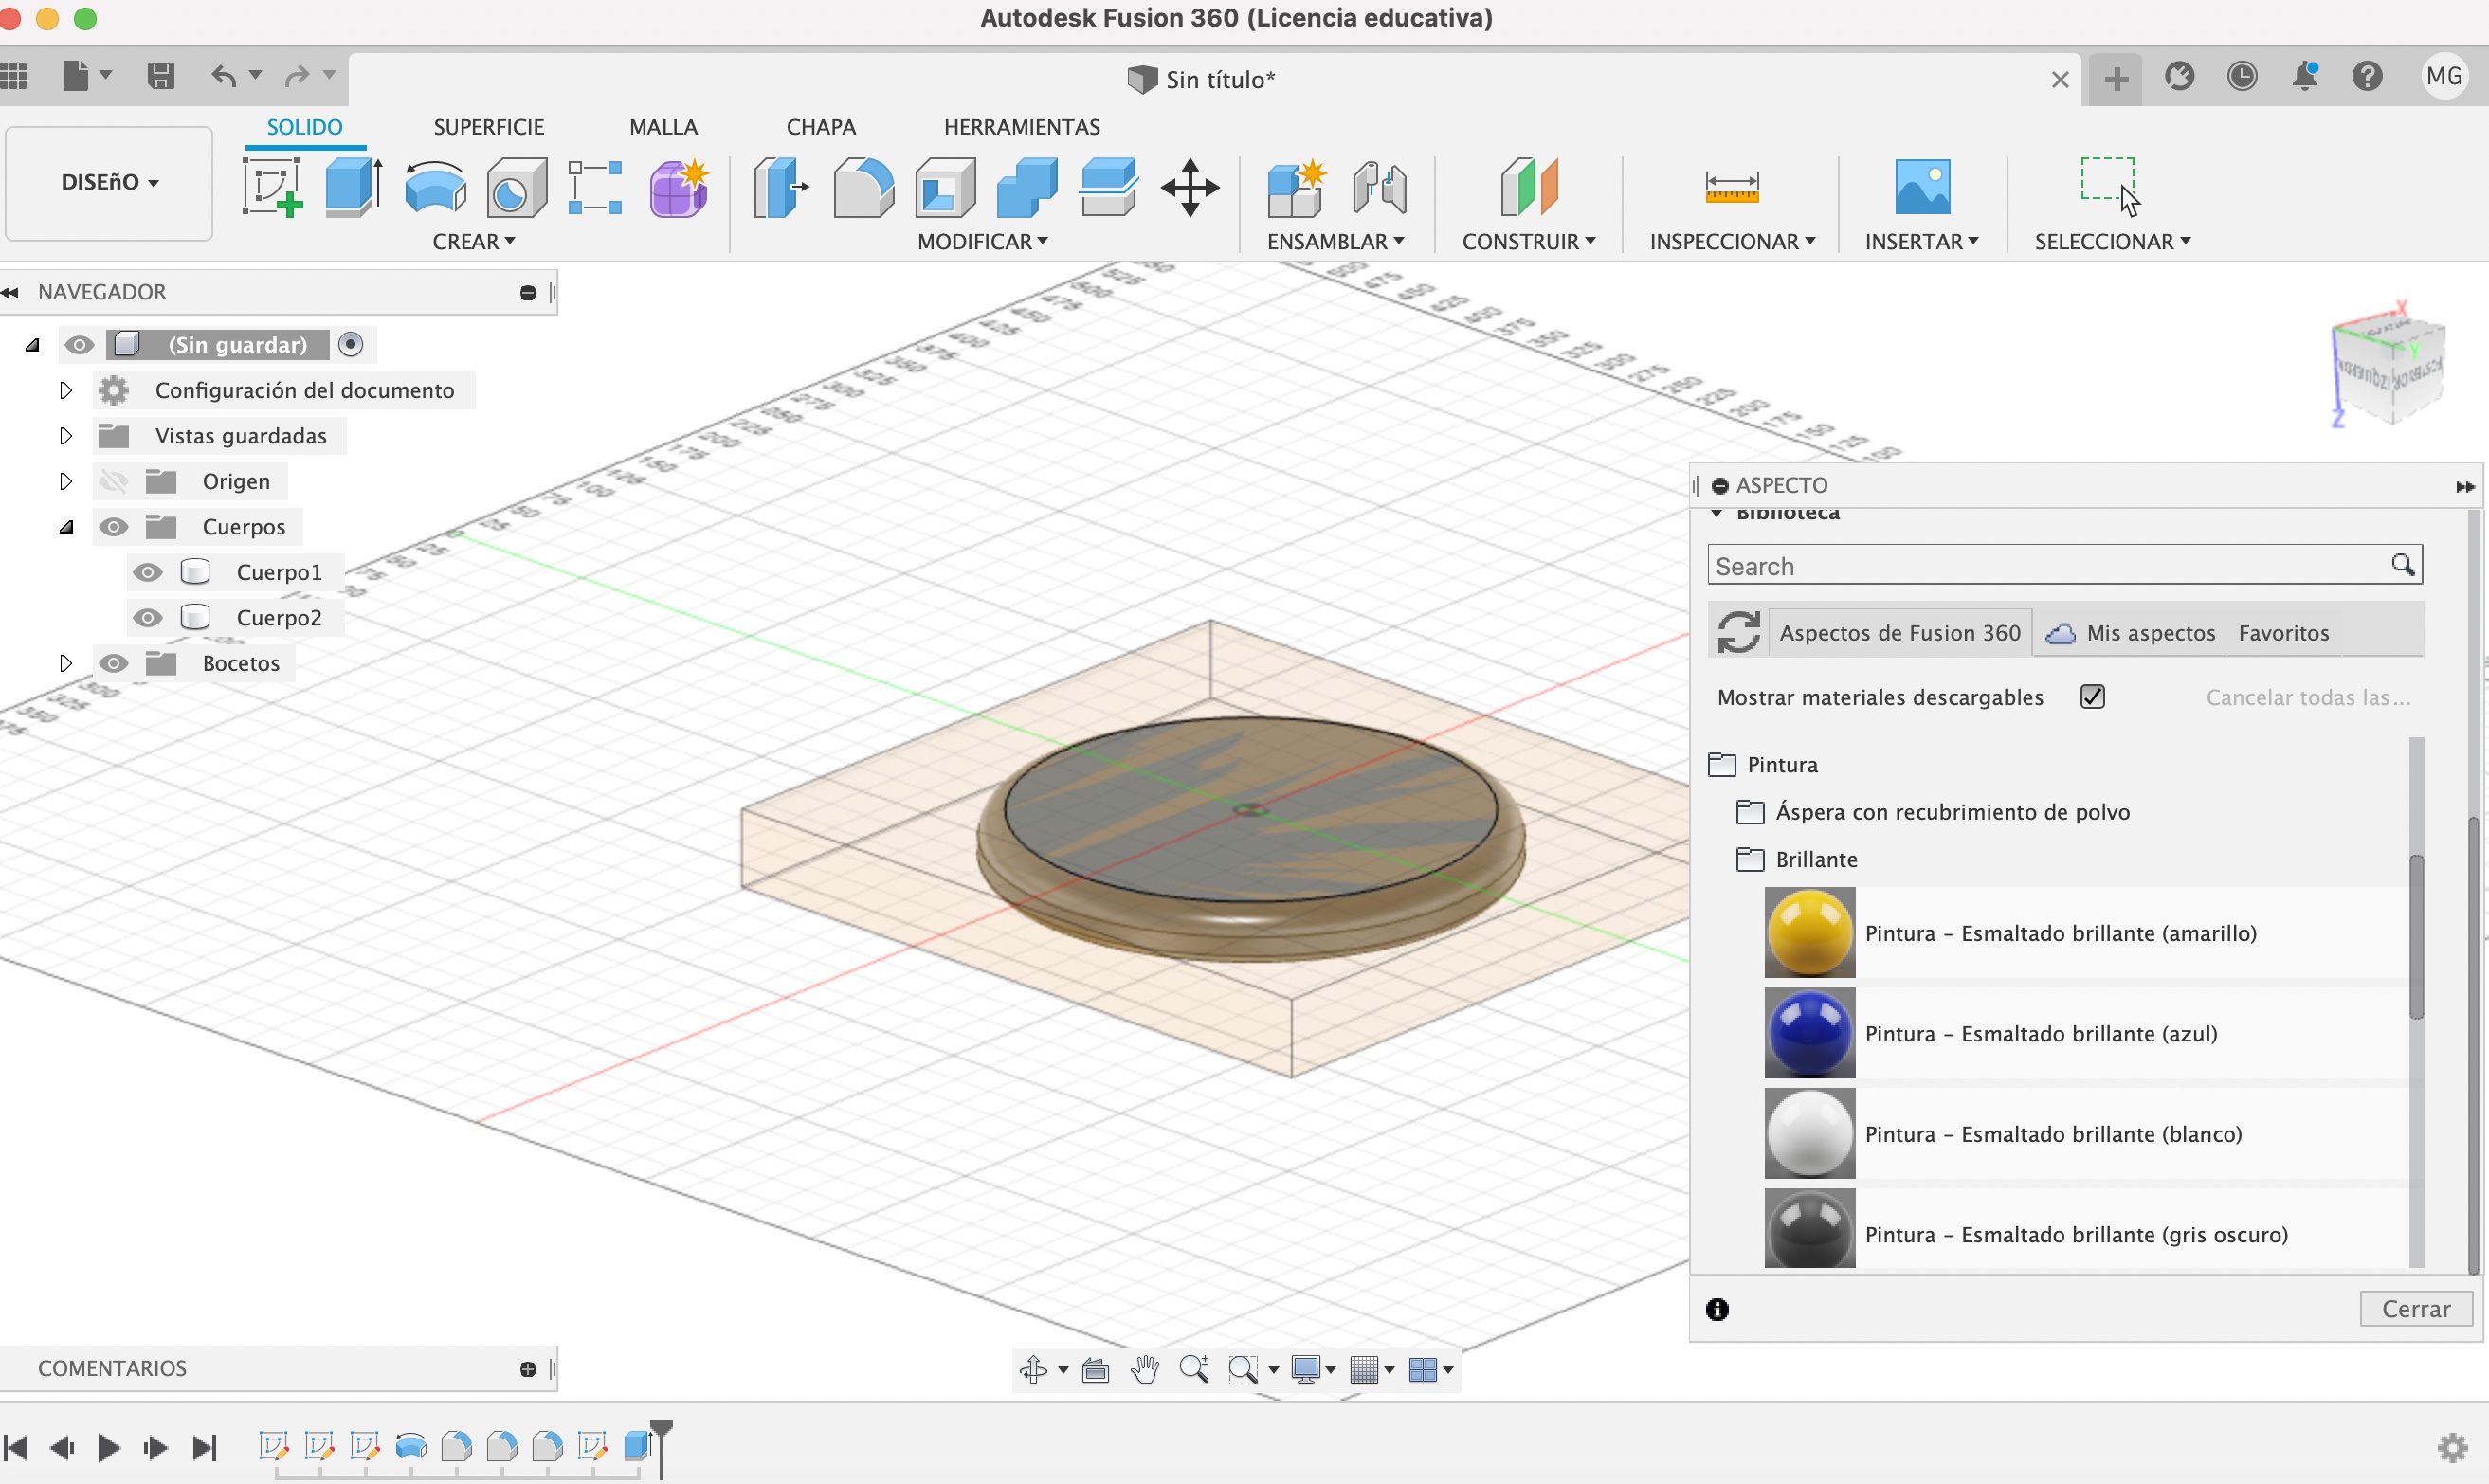 Autodesk Fusion 360 (Licencia educativa)
Sin título*
MG
SOLIDO
SUPERFICIE
MALLA
CHAPA
HERRAMIENTAS
DISEñO
CREAR
MODIFICAR
ENSAMBLAR
CONSTRUIR
INSPECCIONAR
INSERTAR
SELECCIONAR
NAVEGADOR
(Sin guardar)
Configuración del documento
Vistas guardadas
Origen
Cuerpos
Cuerpo1
Cuerpo2
Bocetos
X
Y
Z
ASPECTO
Biblioteca
Search
Aspectos de Fusion 360
Mis aspectos
Favoritos
Mostrar materiales descargables
Cancelar todas las...
Pintura
Áspera con recubrimiento de polvo
Brillante
Pintura - Esmaltado brillante (amarillo)
Pintura - Esmaltado brillante (azul)
Pintura - Esmaltado brillante (blanco)
Pintura - Esmaltado brillante (gris oscuro)
Cerrar
COMENTARIOS